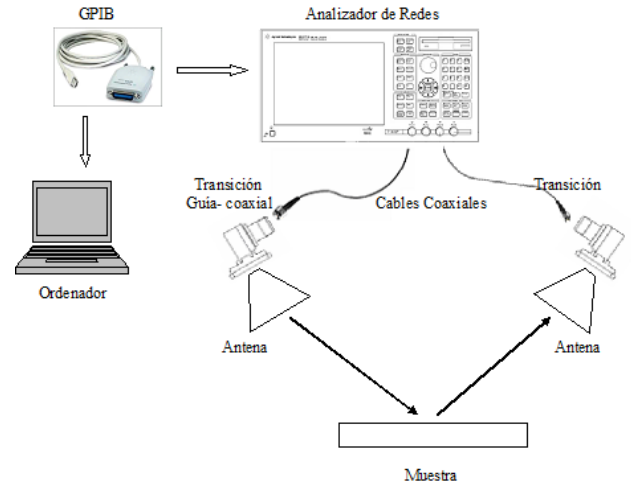 GPIB
Analizador de Redes
Transición
Guía- coaxial
Cables Coaxiales
Transición
Ordenador
Antena
Antena
Muestra